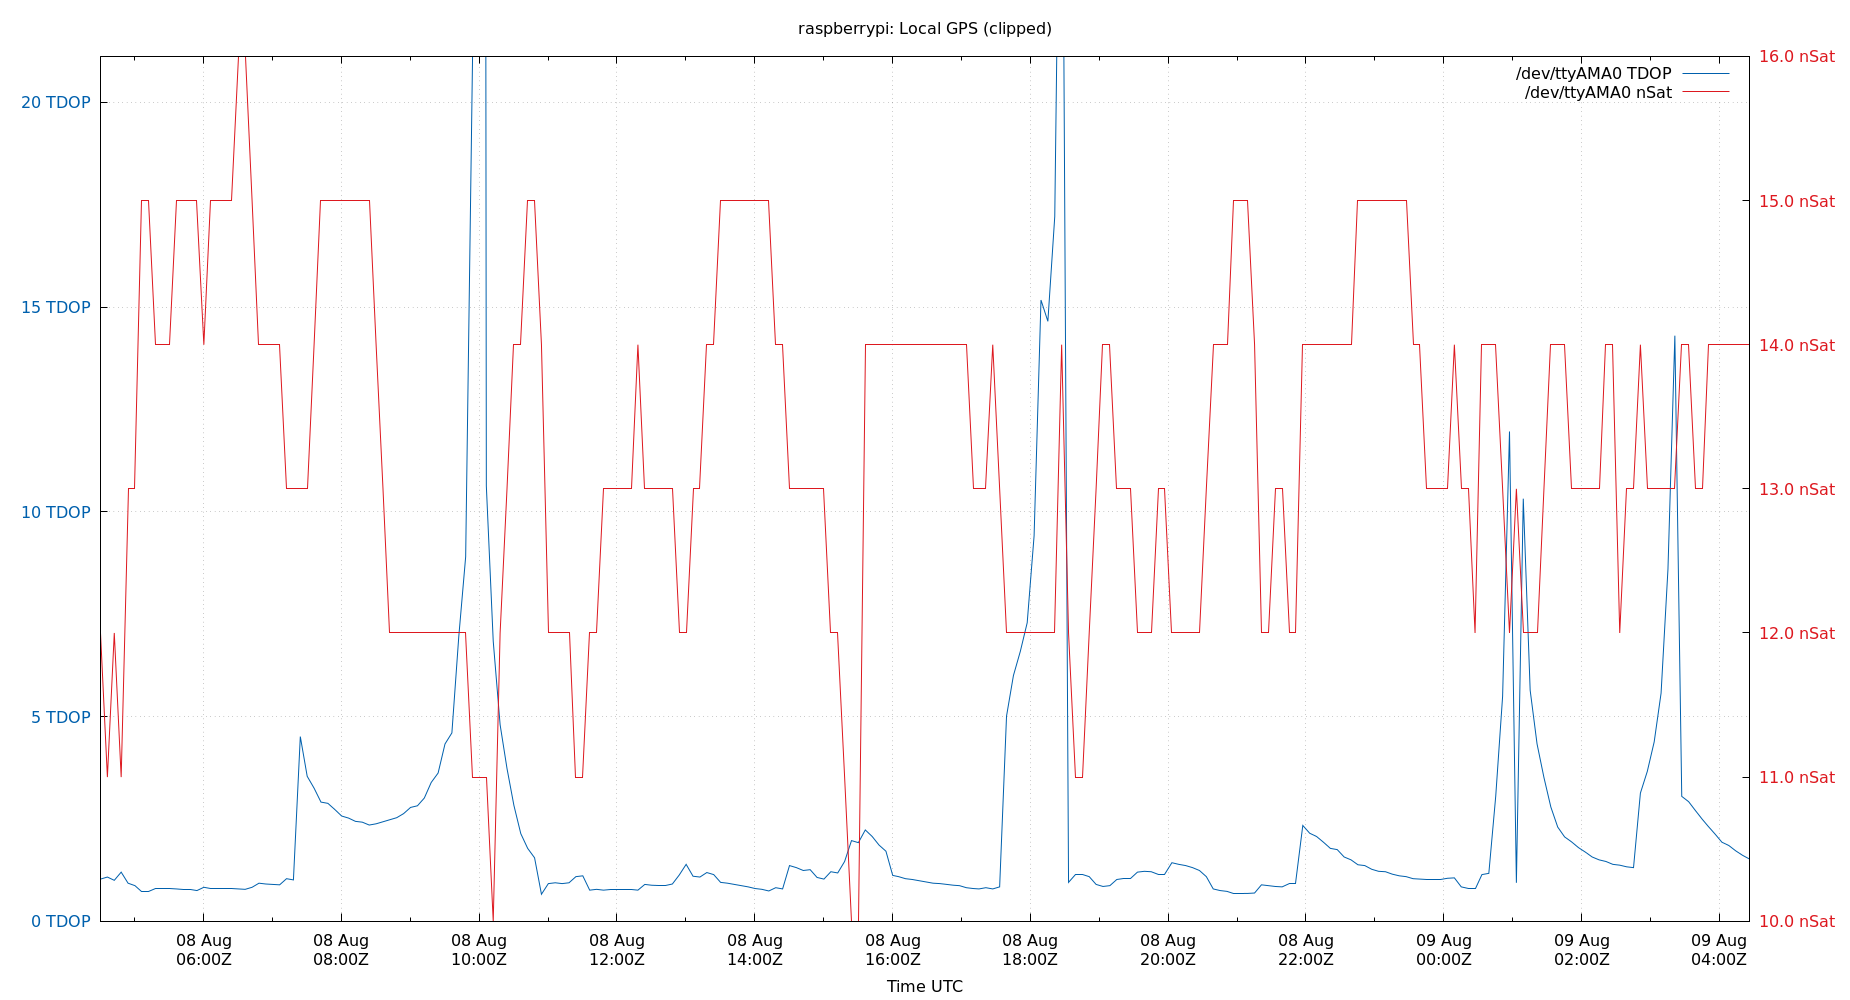 raspberrypi: Local GPS (clipped)
/dev/ttyAMA0 TDOP
/dev/ttyAMA0 nSat
20 TDOP
15 TDOP
10 TDOP
5 TDOP
0 TDOP
16.0 nSat
15.0 nSat
14.0 nSat
13.0 nSat
12.0 nSat
11.0 nSat
10.0 nSat
08 Aug
06:00Z
08 Aug
08:00Z
08 Aug
10:00Z
08 Aug
12:00Z
08 Aug
14:00Z
08 Aug
16:00Z
08 Aug
18:00Z
08 Aug
20:00Z
08 Aug
22:00Z
09 Aug
00:00Z
09 Aug
02:00Z
09 Aug
04:00Z
Time UTC